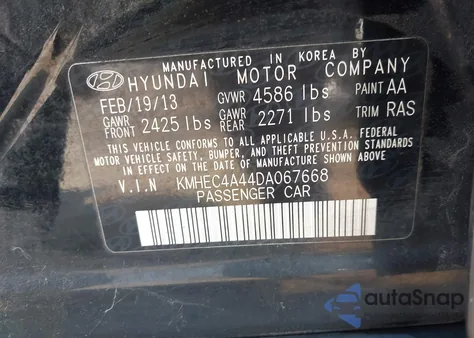 MANUFACTURED IN KOREA BY
HYUNDAI MOTOR COMPANY
FEB/19/13 GVWR 4586 lbs PAINT AA
GAWR FRONT 2425 lbs GAWR REAR 2271 lbs TRIM RAS
THIS VEHICLE CONFORMS TO ALL APPLICABLE U.S.A. FEDERAL
MOTOR VEHICLE SAFETY, BUMPER, AND THEFT PREVENTION STANDARDS
IN EFFECT ON THE DATE OF MANUFACTURE SHOWN ABOVE.
V.I.N KMHEC4A44DA067668
PASSENGER CAR
autoSnap